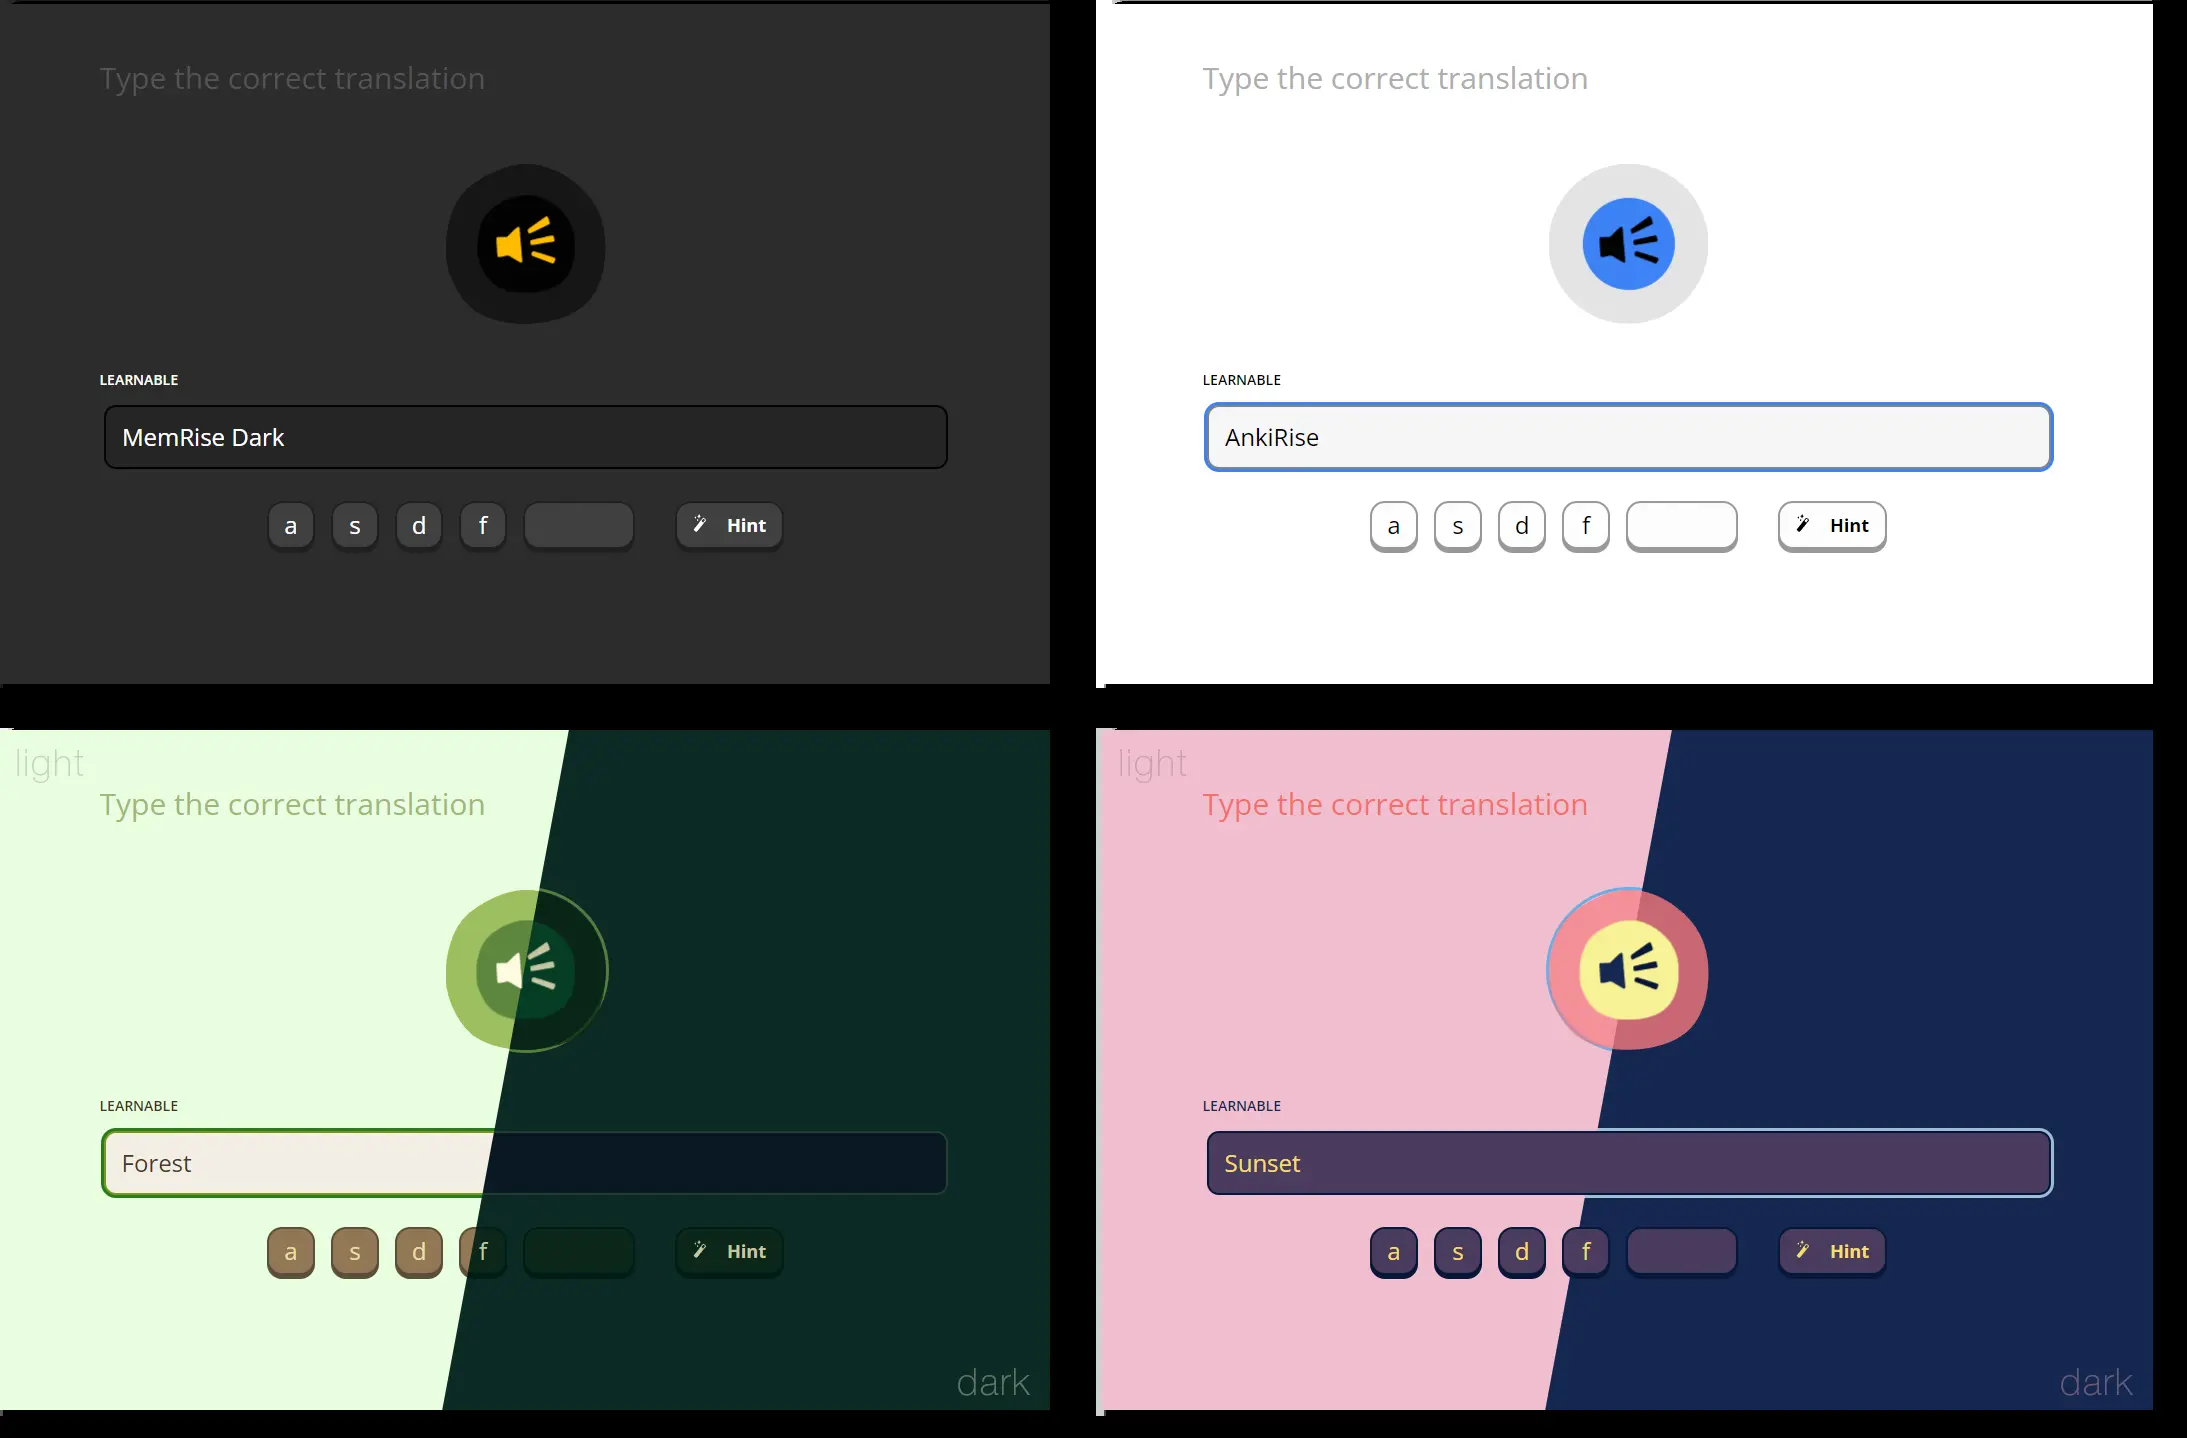 Type the correct translation
LEARNABLE
MemRise Dark
a s d f Hint
Type the correct translation
LEARNABLE
AnkiRise
a s d f Hint
light
Type the correct translation
LEARNABLE
Forest
a s d f Hint
dark
light
Type the correct translation
LEARNABLE
Sunset
a s d f Hint
dark